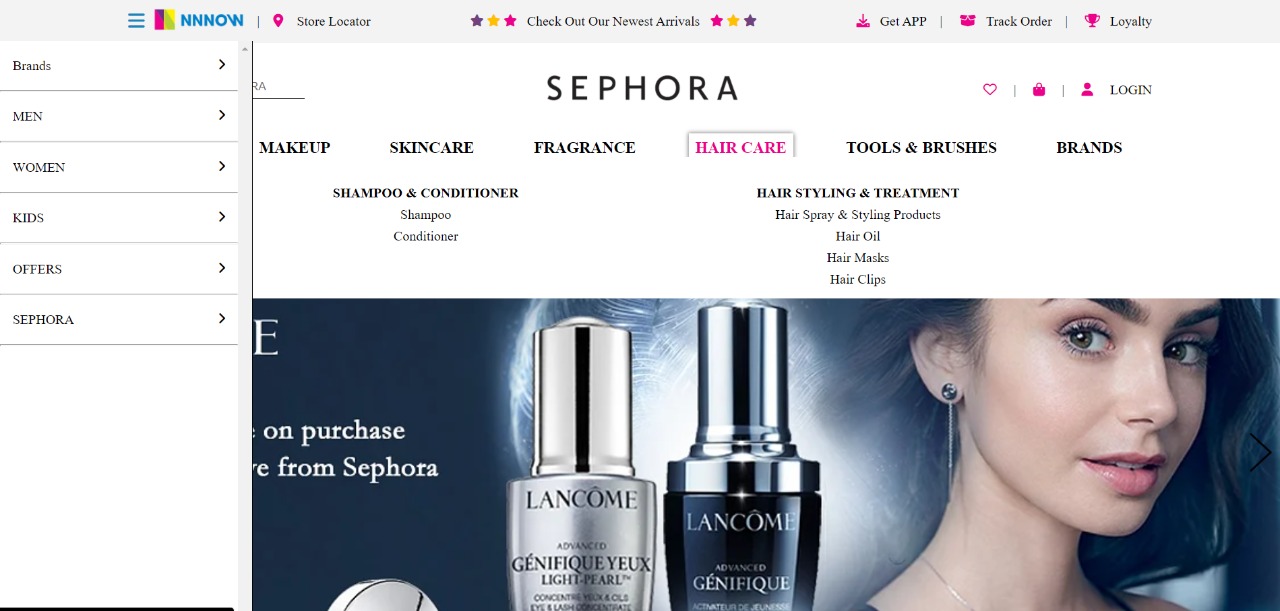 NNNOW | Store Locator Check Out Our Newest Arrivals Get APP | Track Order | Loyalty
Brands
MEN
WOMEN
KIDS
OFFERS
SEPHORA
RA
SEPHORA
| | LOGIN
MAKEUP SKINCARE FRAGRANCE HAIR CARE TOOLS & BRUSHES BRANDS
SHAMPOO & CONDITIONER
Shampoo
Conditioner
HAIR STYLING & TREATMENT
Hair Spray & Styling Products
Hair Oil
Hair Masks
Hair Clips
E
on purchase
from Sephora
LANCÔME
ADVANCED
GÉNIFIQUE YEUX
LIGHT-PEARL™
CONCENTRÉ YEUX & CILS
EYE & LASH CONCENTRATE
LANCÔME
ADVANCED
GÉNIFIQUE
ACTIVATEUR DE JEUNESSE